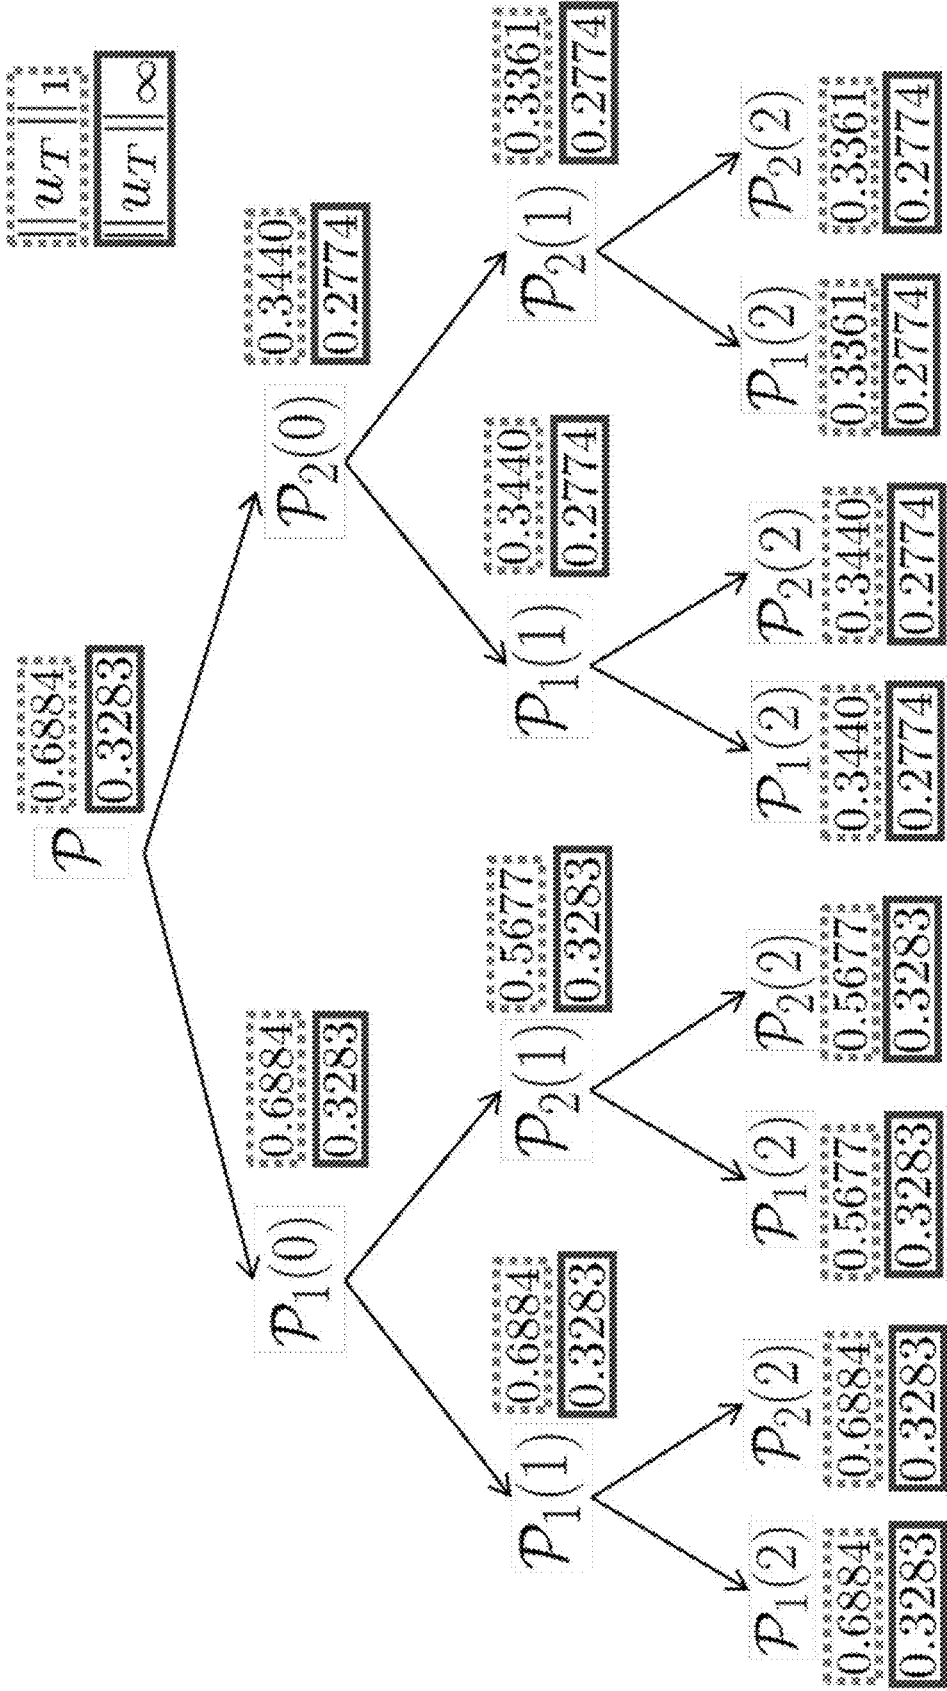 ‖u_T‖_1
‖u_T‖_∞
𝒫
0.6884
0.3283
𝒫_1(0)
0.6884
0.3283
𝒫_2(0)
0.3440
0.2774
𝒫_1(1)
0.6884
0.3283
𝒫_2(1)
0.5677
0.3283
𝒫_1(1)
0.3440
0.2774
𝒫_2(1)
0.3361
0.2774
𝒫_1(2)
0.6884
0.3283
𝒫_2(2)
0.6884
0.3283
𝒫_1(2)
0.5677
0.3283
𝒫_2(2)
0.5677
0.3283
𝒫_1(2)
0.3440
0.2774
𝒫_2(2)
0.3440
0.2774
𝒫_1(2)
0.3361
0.2774
𝒫_2(2)
0.3361
0.2774